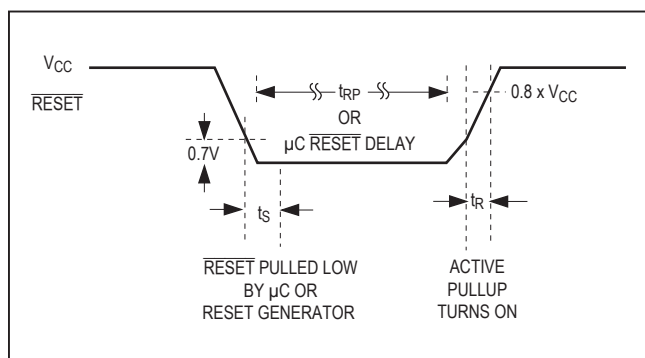 VCC
RESET
tRP
OR
µC RESET DELAY
0.8 x VCC
0.7V
tS
tR
RESET PULLED LOW
BY µC OR
RESET GENERATOR
ACTIVE
PULLUP
TURNS ON